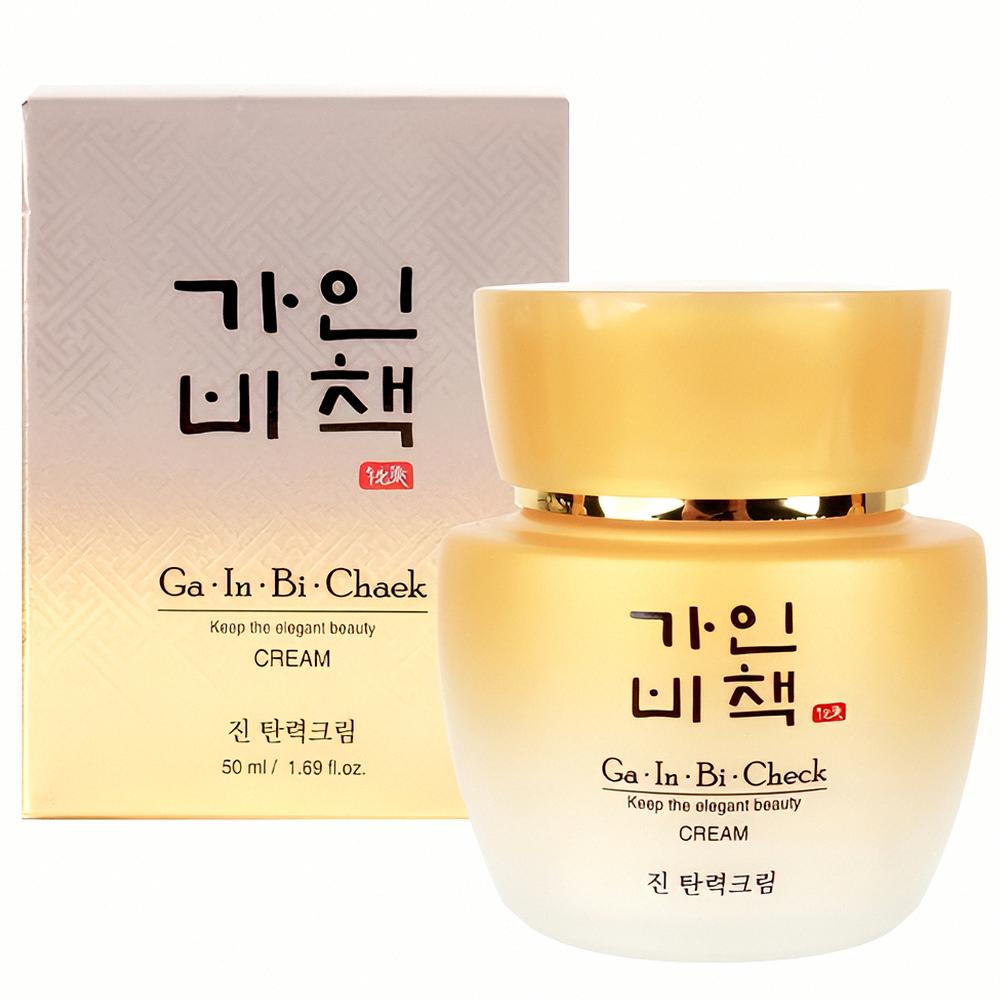 가인
비책
Ga·In·Bi·Chaek
Keep the elegant beauty
CREAM
진 탄력크림
50 ml / 1.69 fl.oz.
가인
비책
Ga·In·Bi·Check
Keep the elegant beauty
CREAM
진 탄력크림